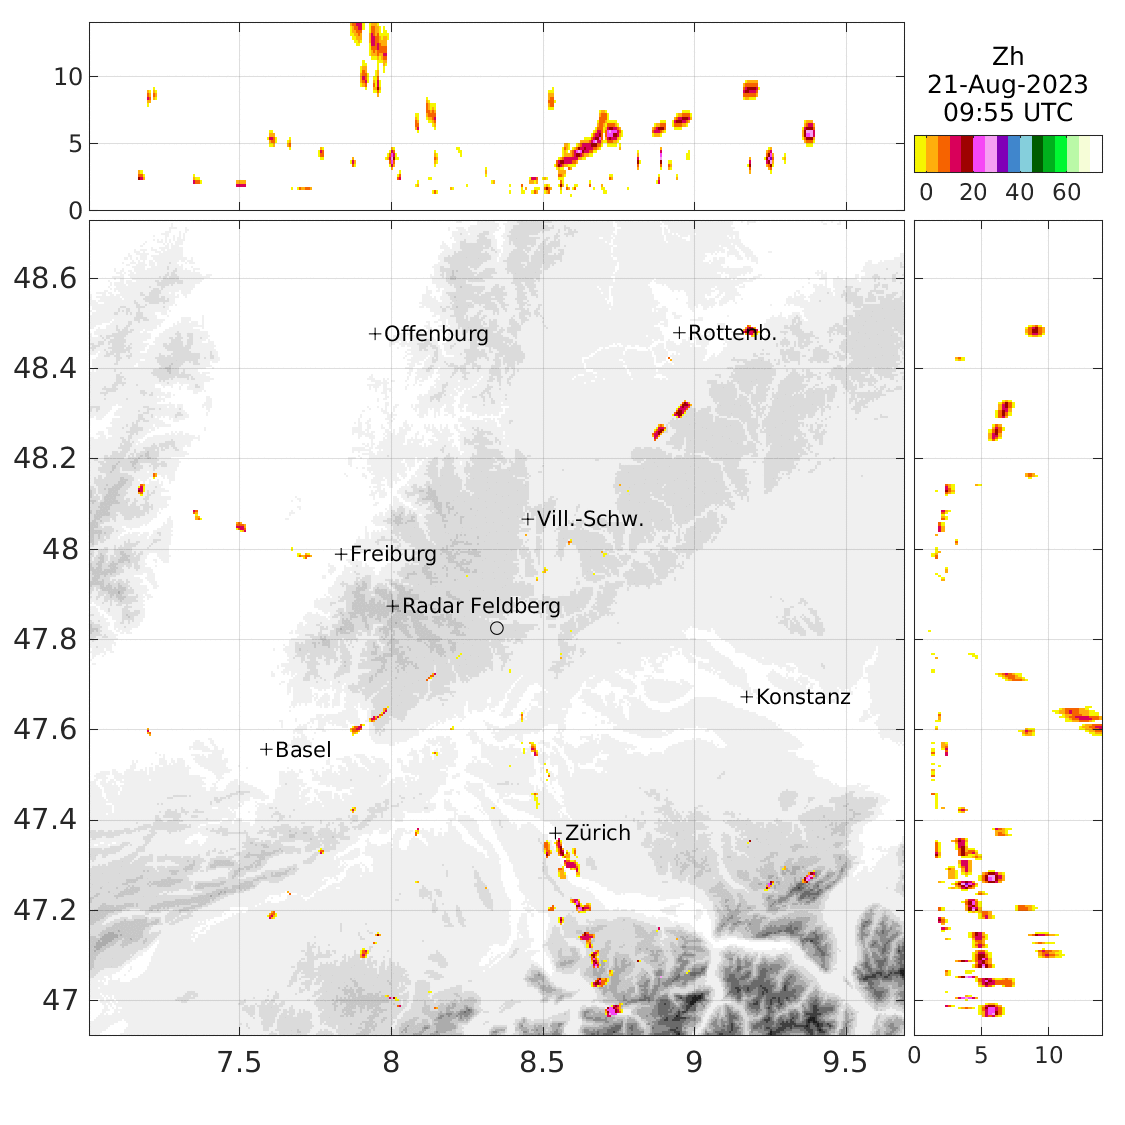 Zh
21-Aug-2023
09:55 UTC
0 20 40 60
10
5
0
48.6
48.4
48.2
48
47.8
47.6
47.4
47.2
47
+Offenburg
+Rottenb.
+Vill.-Schw.
+Freiburg
+Radar Feldberg
+Konstanz
+Basel
+Zürich
7.5 8 8.5 9 9.5
0 5 10